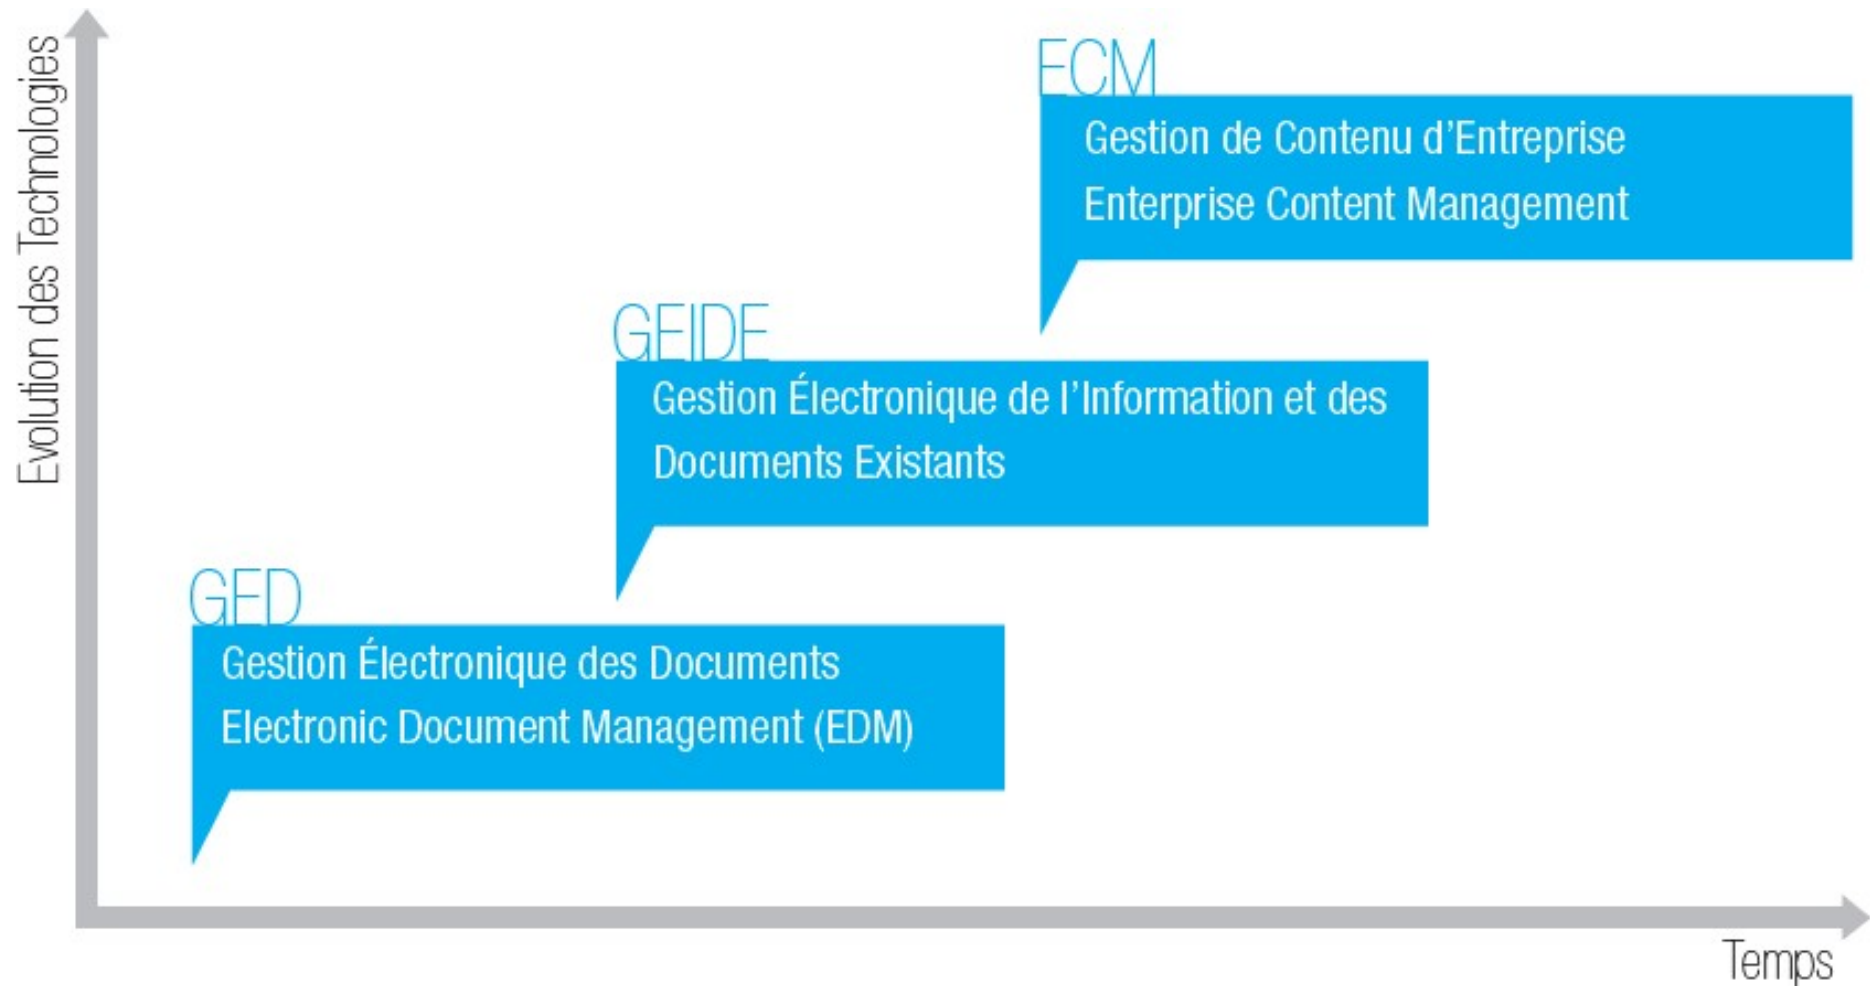 Evolution des Technologies
ECM
Gestion de Contenu d’Entreprise
Enterprise Content Management
GEIDE
Gestion Électronique de l’Information et des
Documents Existants
GED
Gestion Électronique des Documents
Electronic Document Management (EDM)
Temps